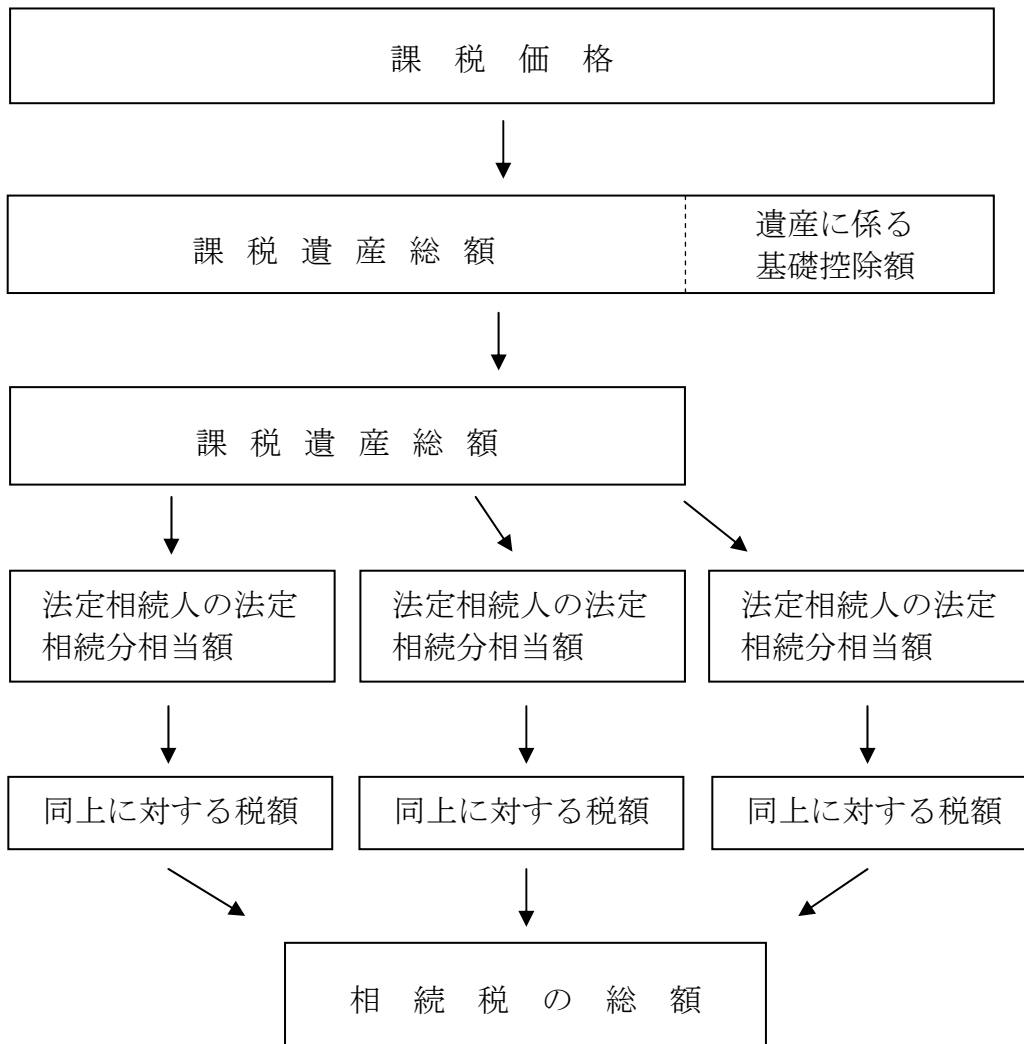 課税価格
課税遺産総額
遺産に係る
基礎控除額
課税遺産総額
法定相続人の法定
相続分相当額
法定相続人の法定
相続分相当額
法定相続人の法定
相続分相当額
同上に対する税額
同上に対する税額
同上に対する税額
相続税の総額